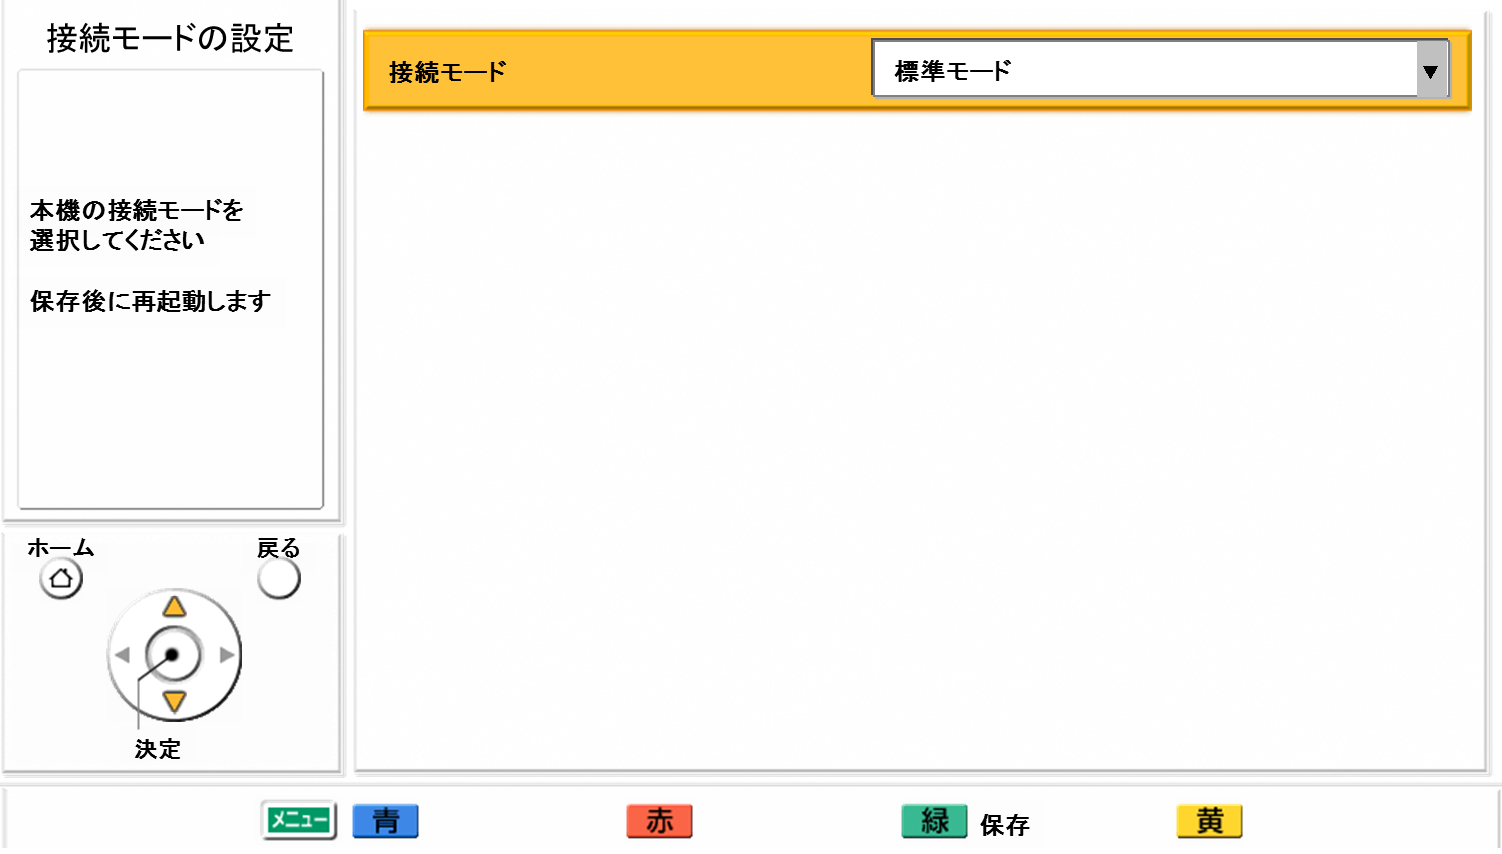 接続モードの設定
本機の接続モードを
選択してください
保存後に再起動します
接続モード
標準モード
ホーム
戻る
決定
メニュー
青
赤
緑
保存
黄